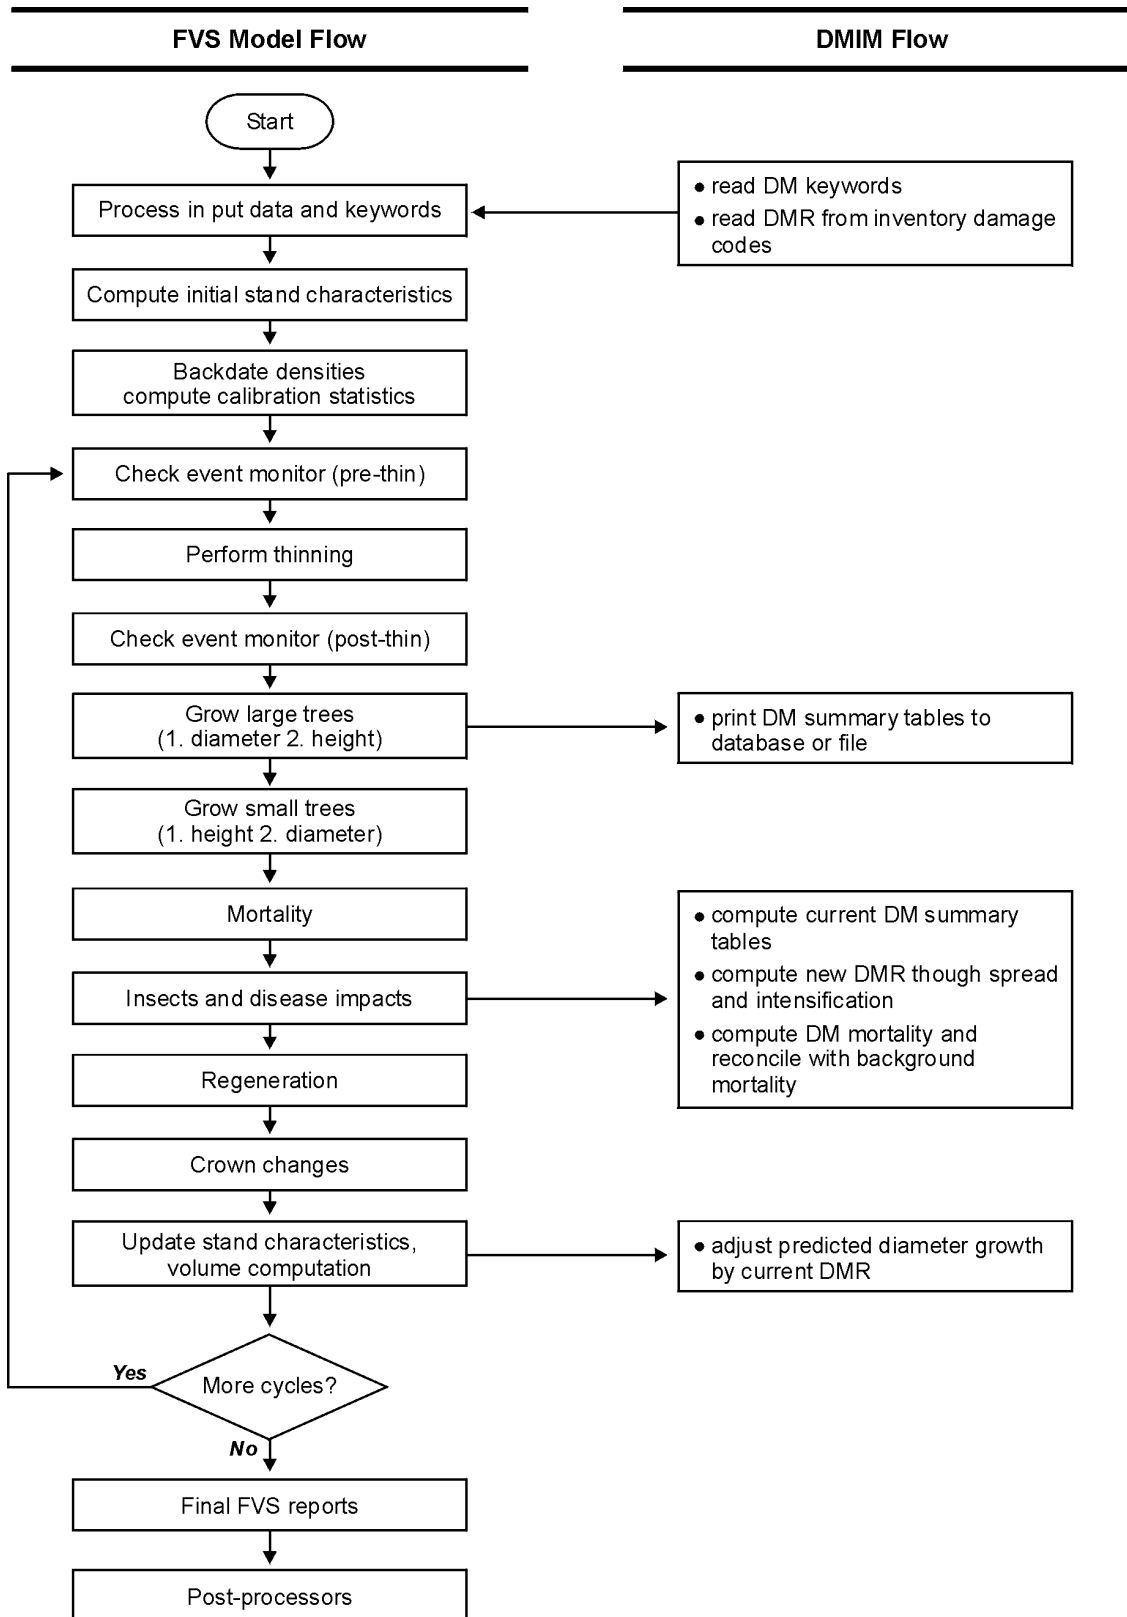 FVS Model Flow
DMIM Flow
Start
Process in put data and keywords
• read DM keywords
• read DMR from inventory damage
codes
Compute initial stand characteristics
Backdate densities
compute calibration statistics
Check event monitor (pre-thin)
Perform thinning
Check event monitor (post-thin)
Grow large trees
(1. diameter 2. height)
• print DM summary tables to
database or file
Grow small trees
(1. height 2. diameter)
Mortality
Insects and disease impacts
• compute current DM summary
tables
• compute new DMR though spread
and intensification
• compute DM mortality and
reconcile with background
mortality
Regeneration
Crown changes
Update stand characteristics,
volume computation
• adjust predicted diameter growth
by current DMR
Yes
More cycles?
No
Final FVS reports
Post-processors